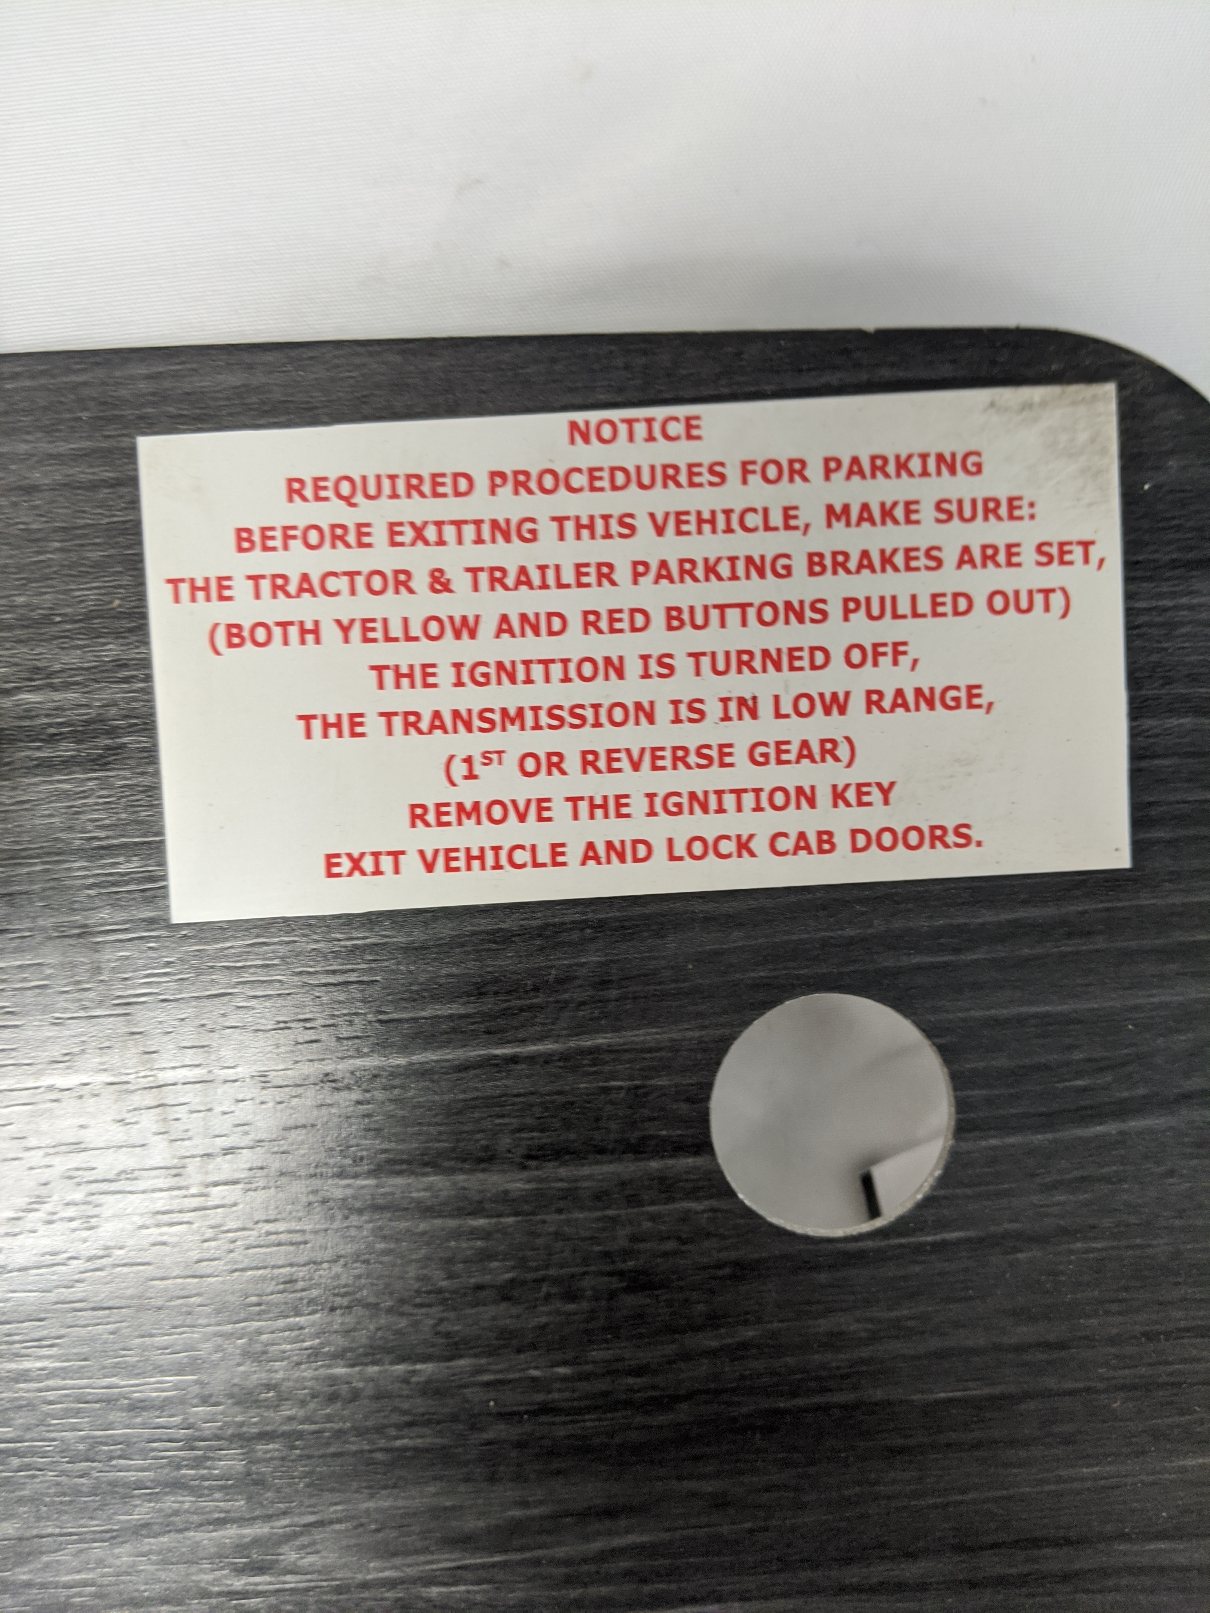 NOTICE
REQUIRED PROCEDURES FOR PARKING
BEFORE EXITING THIS VEHICLE, MAKE SURE:
THE TRACTOR & TRAILER PARKING BRAKES ARE SET,
(BOTH YELLOW AND RED BUTTONS PULLED OUT)
THE IGNITION IS TURNED OFF,
THE TRANSMISSION IS IN LOW RANGE,
(1ST OR REVERSE GEAR)
REMOVE THE IGNITION KEY
EXIT VEHICLE AND LOCK CAB DOORS.